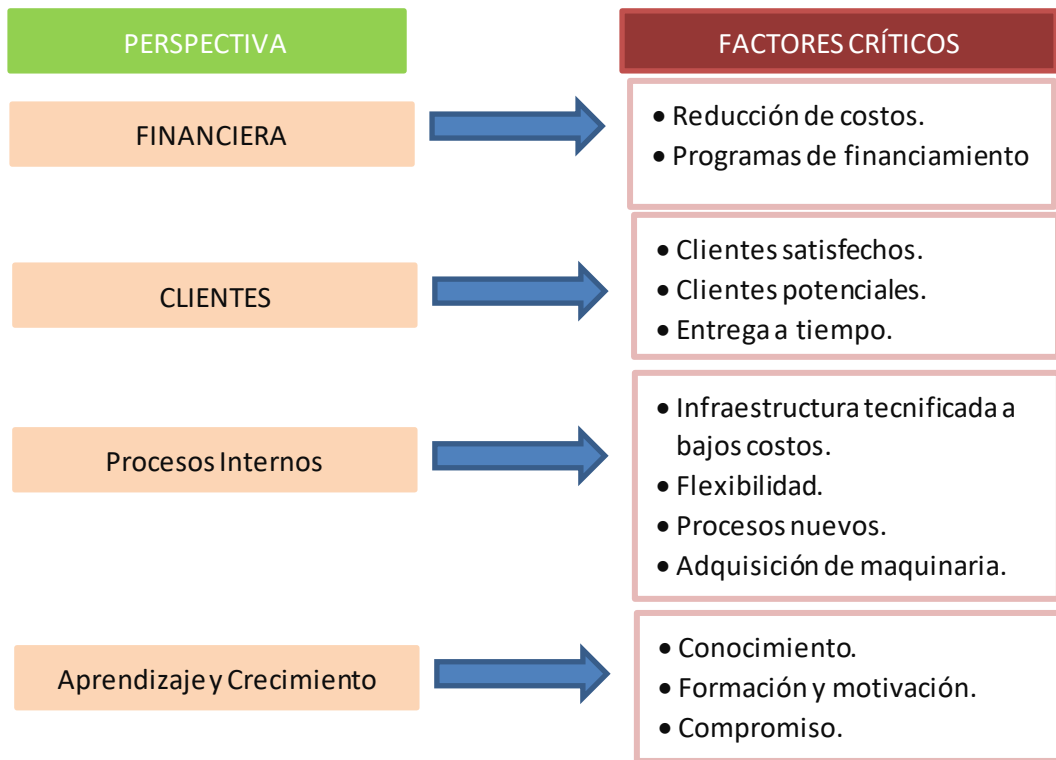 PERSPECTIVA
FACTORES CRÍTICOS
FINANCIERA
• Reducción de costos.
• Programas de financiamiento
CLIENTES
• Clientes satisfechos.
• Clientes potenciales.
• Entrega a tiempo.
Procesos Internos
• Infraestructura tecnificada a
bajos costos.
• Flexibilidad.
• Procesos nuevos.
• Adquisición de maquinaria.
Aprendizaje y Crecimiento
• Conocimiento.
• Formación y motivación.
• Compromiso.